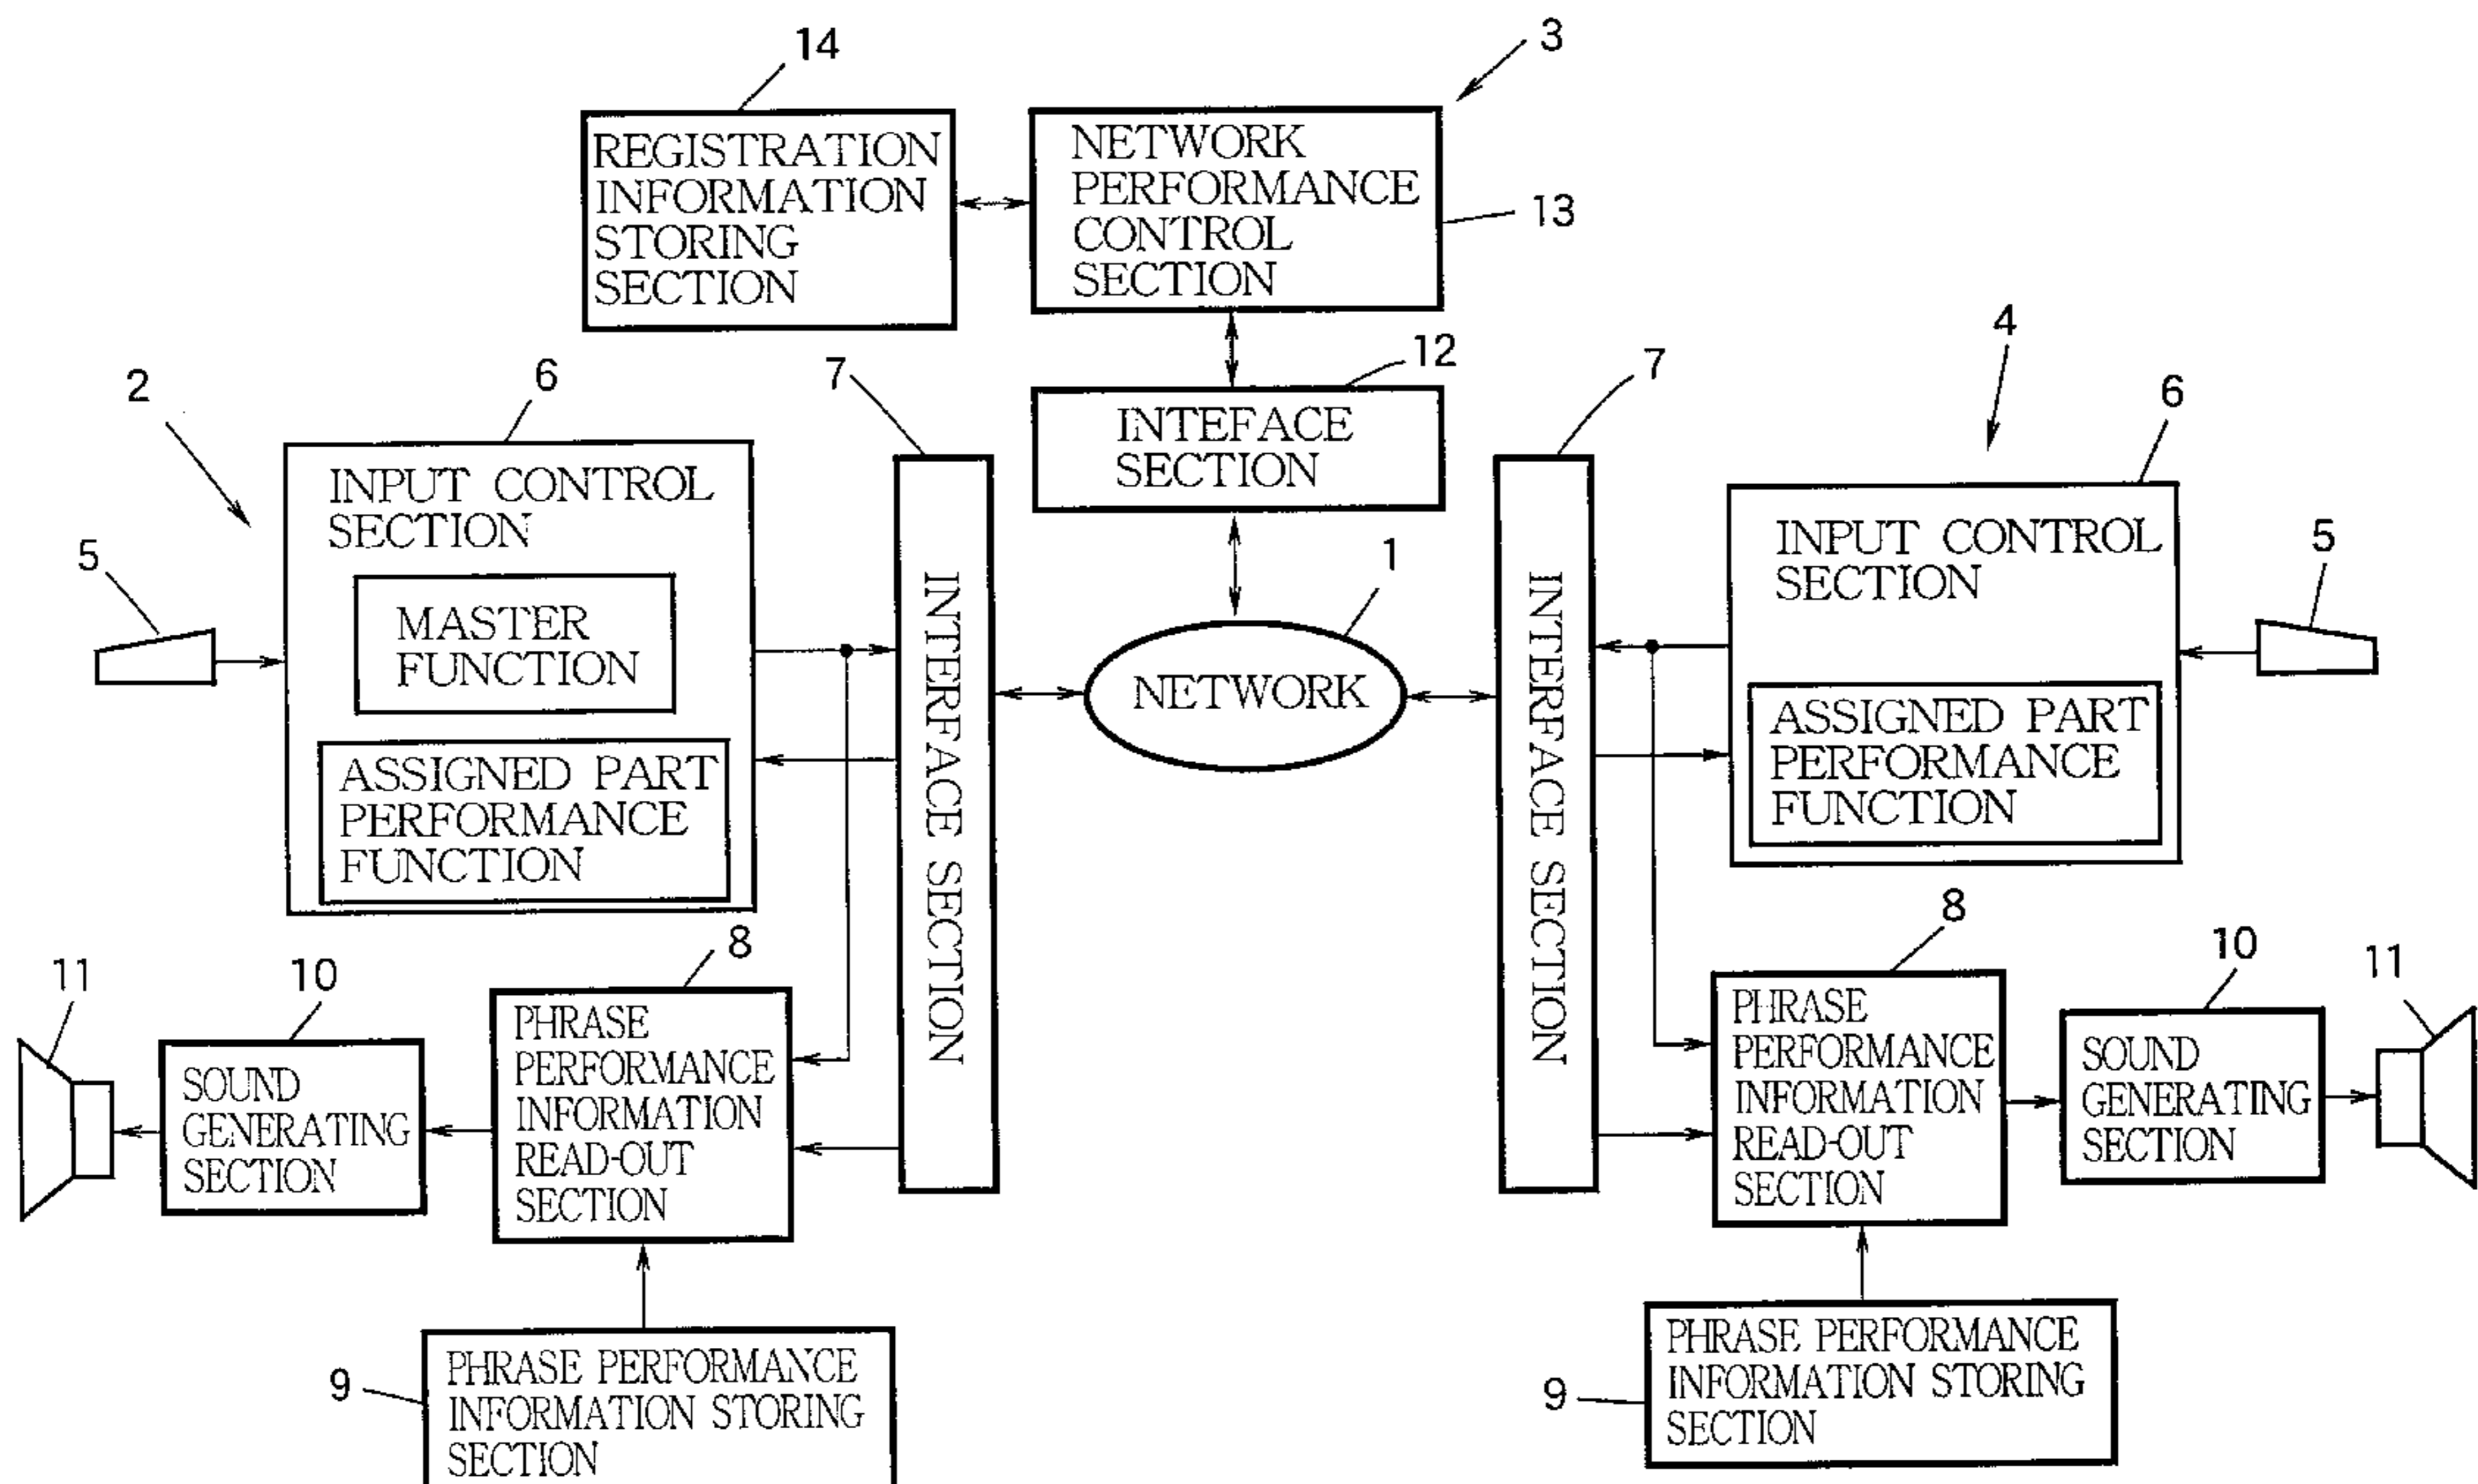 14
3
REGISTRATION
INFORMATION
STORING
SECTION
NETWORK
PERFORMANCE
CONTROL
SECTION
13
12
INTEFACE
SECTION
2
6
7
INPUT CONTROL
SECTION
MASTER
FUNCTION
ASSIGNED PART
PERFORMANCE
FUNCTION
5
INTERFACE SECTION
1
NETWORK
7
4
6
INTERFACE SECTION
INPUT CONTROL
SECTION
ASSIGNED PART
PERFORMANCE
FUNCTION
5
11
10
8
SOUND
GENERATING
SECTION
PHRASE
PERFORMANCE
INFORMATION
READ-OUT
SECTION
9
PHRASE PERFORMANCE
INFORMATION STORING
SECTION
8
10
11
PHRASE
PERFORMANCE
INFORMATION
READ-OUT
SECTION
SOUND
GENERATING
SECTION
9
PHRASE PERFORMANCE
INFORMATION STORING
SECTION